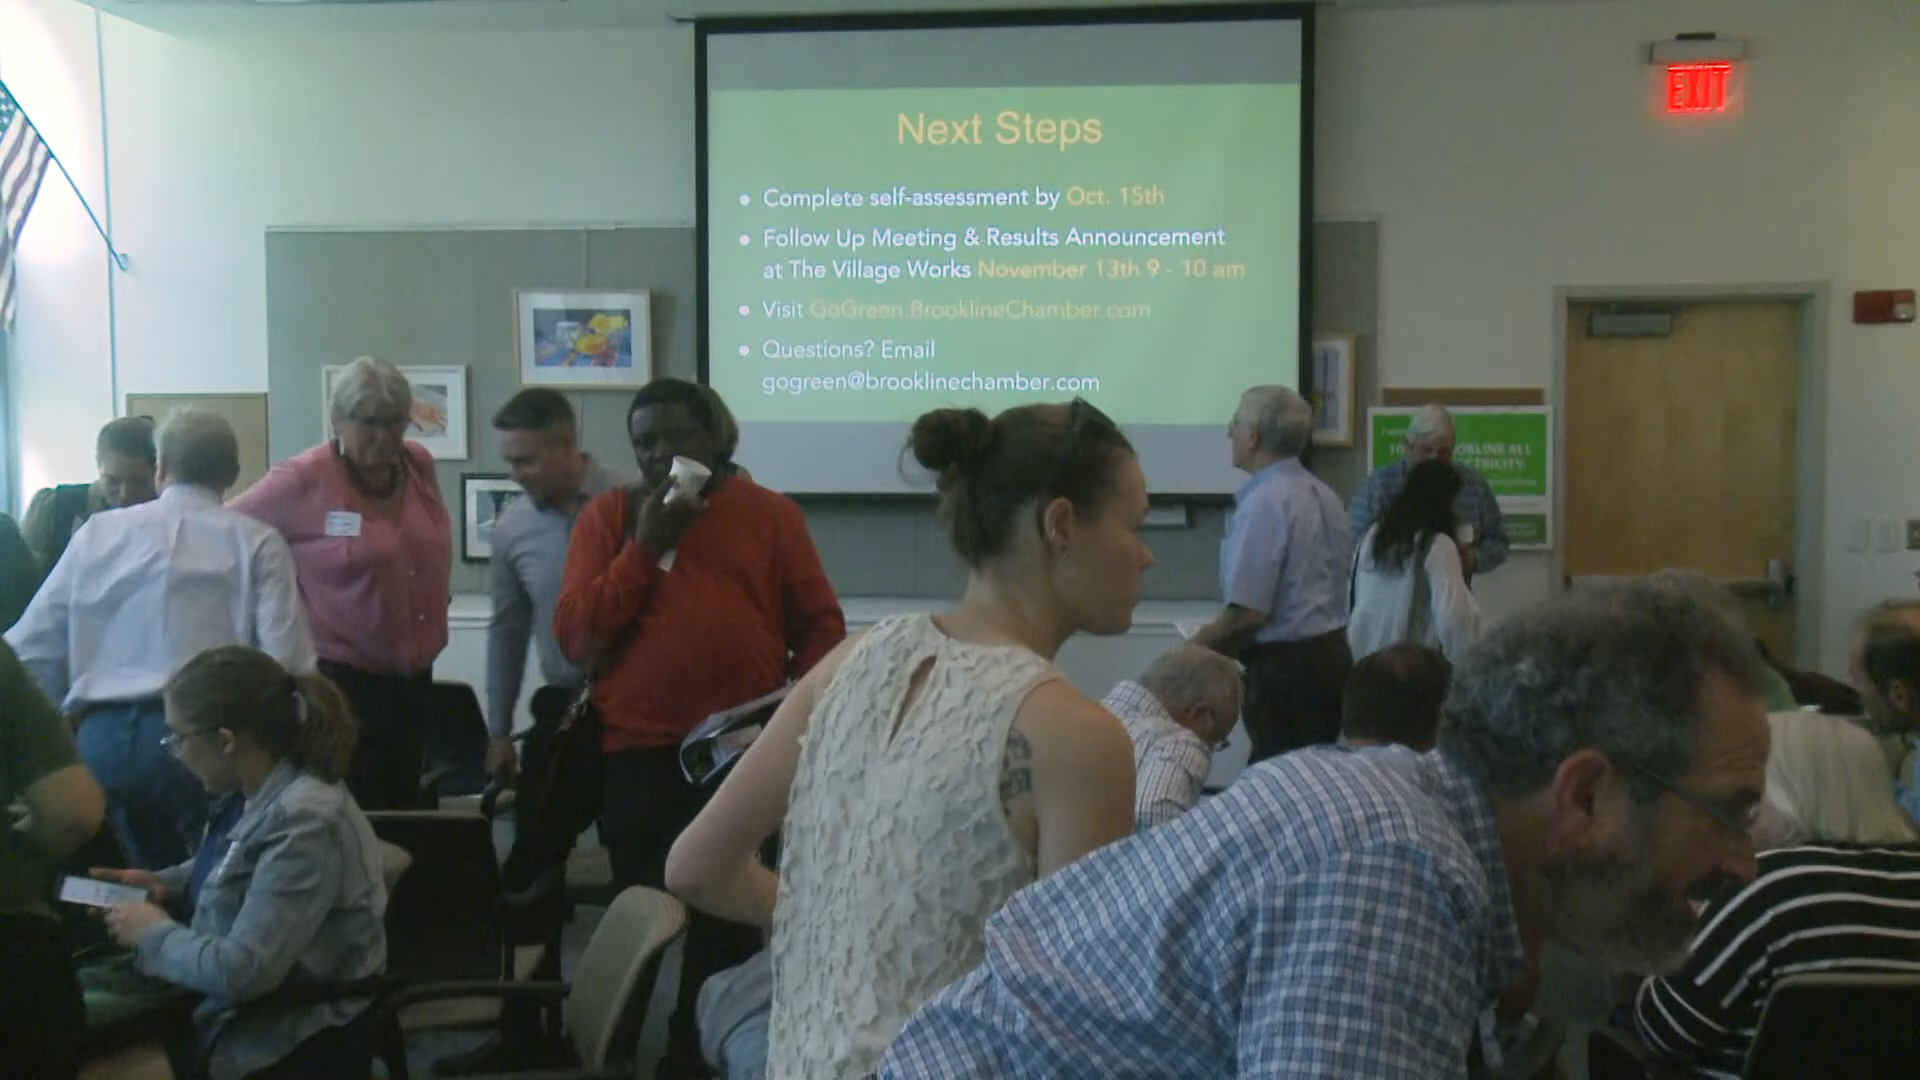 EXIT
Next Steps
• Complete self-assessment by Oct. 15th
• Follow Up Meeting & Results Announcement
at The Village Works November 13th 9 - 10 am
• Visit GoGreen.BrooklineChamber.com
• Questions? Email
gogreen@brooklinechamber.com